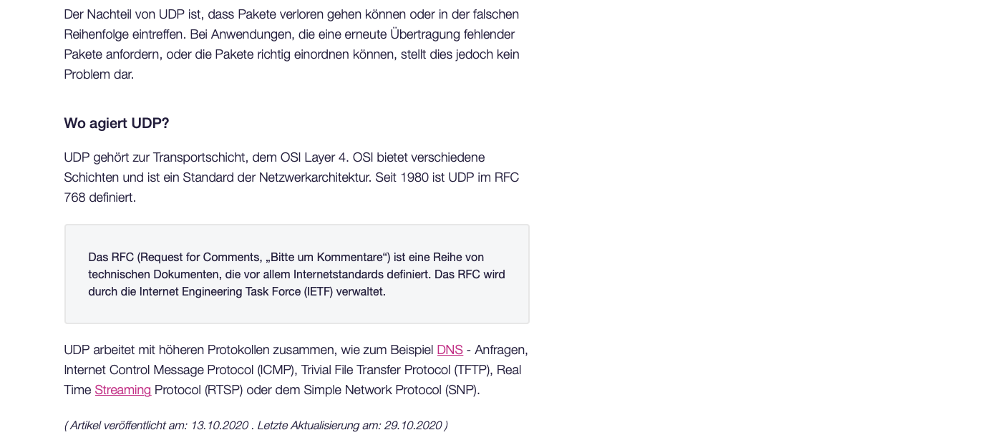 Der Nachteil von UDP ist, dass Pakete verloren gehen können oder in der falschen
Reihenfolge eintreffen. Bei Anwendungen, die eine erneute Übertragung fehlender
Pakete anfordern, oder die Pakete richtig einordnen können, stellt dies jedoch kein
Problem dar.
Wo agiert UDP?
UDP gehört zur Transportschicht, dem OSI Layer 4. OSI bietet verschiedene
Schichten und ist ein Standard der Netzwerkarchitektur. Seit 1980 ist UDP im RFC
768 definiert.
Das RFC (Request for Comments, „Bitte um Kommentare“) ist eine Reihe von
technischen Dokumenten, die vor allem Internetstandards definiert. Das RFC wird
durch die Internet Engineering Task Force (IETF) verwaltet.
UDP arbeitet mit höheren Protokollen zusammen, wie zum Beispiel DNS - Anfragen,
Internet Control Message Protocol (ICMP), Trivial File Transfer Protocol (TFTP), Real
Time Streaming Protocol (RTSP) oder dem Simple Network Protocol (SNP).
( Artikel veröffentlicht am: 13.10.2020 . Letzte Aktualisierung am: 29.10.2020 )